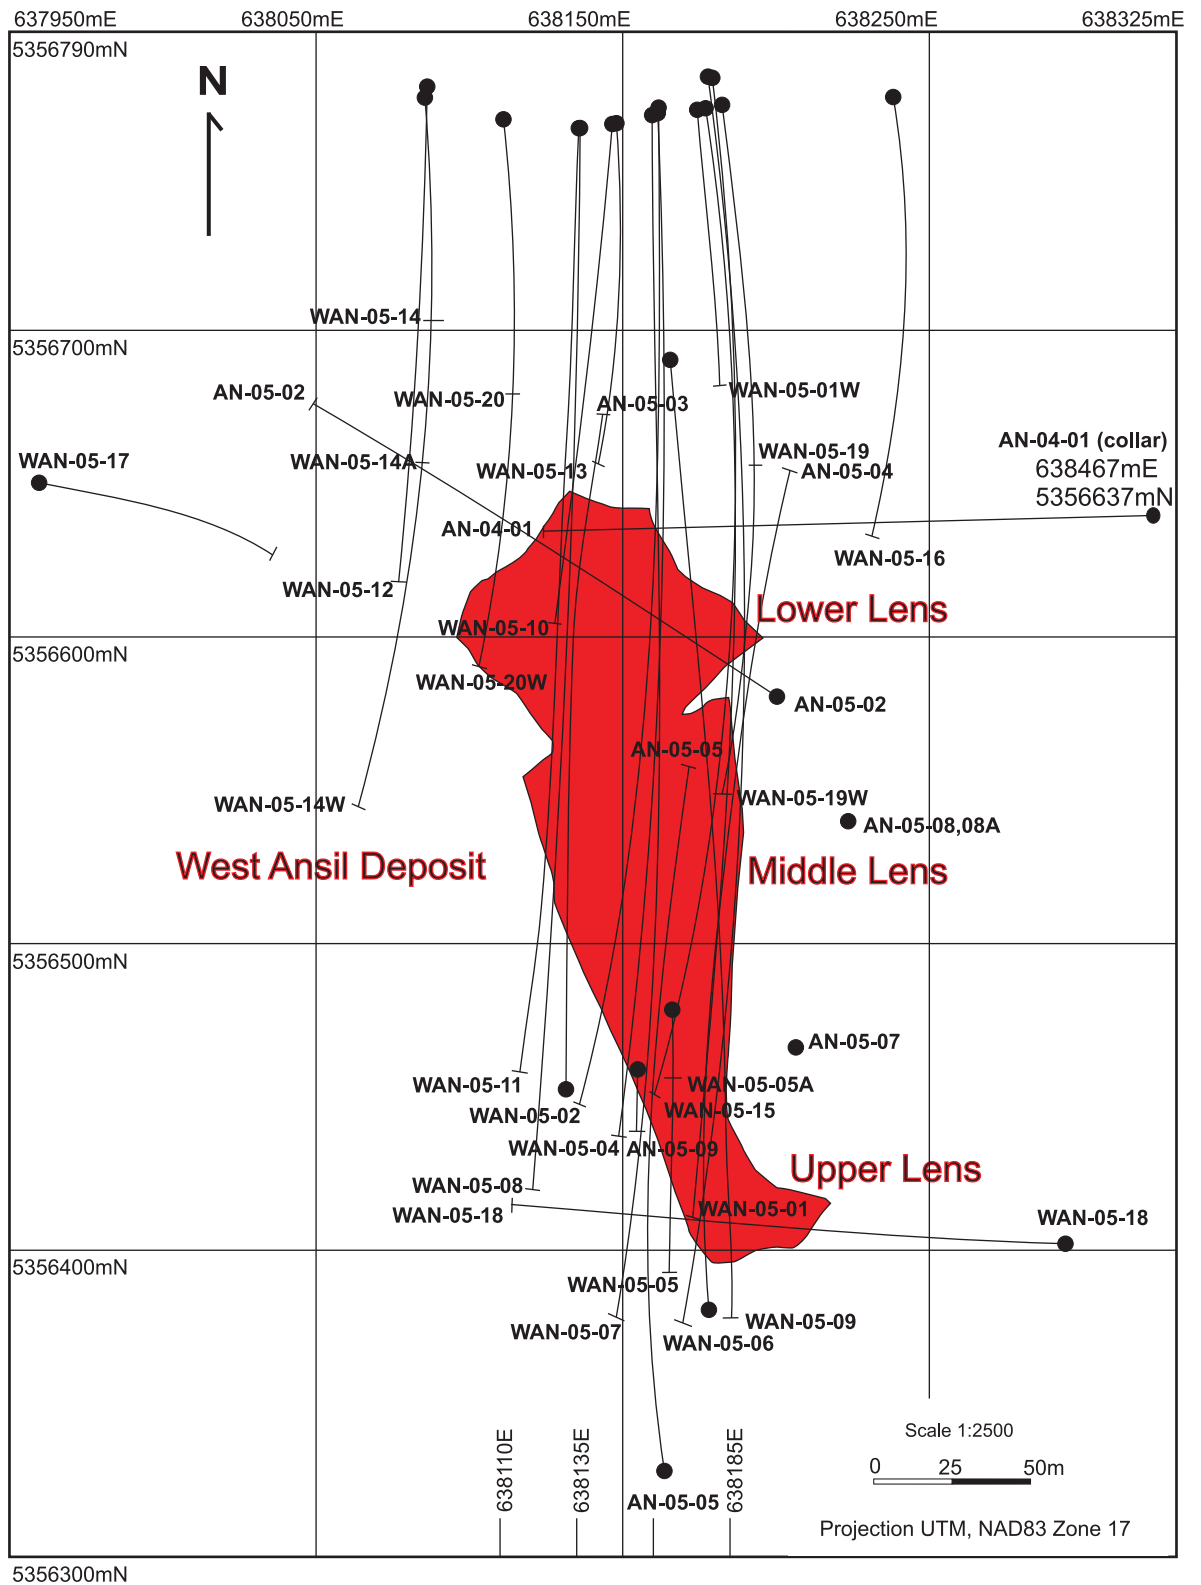 637950mE 638050mE 638150mE 638250mE 638325mE
5356790mN
N
WAN-05-14
5356700mN
AN-05-02
WAN-05-20
AN-05-03
WAN-05-01W
AN-04-01 (collar)
638467mE
5356637mN
WAN-05-17
WAN-05-14A
WAN-05-13
WAN-05-19
AN-05-04
AN-04-01
WAN-05-16
WAN-05-12
Lower Lens
WAN-05-10
5356600mN
WAN-05-20W
AN-05-02
AN-05-05
WAN-05-14W
WAN-05-19W
AN-05-08,08A
West Ansil Deposit
Middle Lens
5356500mN
AN-05-07
WAN-05-11
WAN-05-05A
WAN-05-02
WAN-05-15
WAN-05-04
AN-05-09
Upper Lens
WAN-05-08
WAN-05-18
WAN-05-01
WAN-05-18
5356400mN
WAN-05-05
WAN-05-07
WAN-05-06
WAN-05-09
Scale 1:2500
0 25 50m
638110E
638135E
638185E
AN-05-05
Projection UTM, NAD83 Zone 17
5356300mN